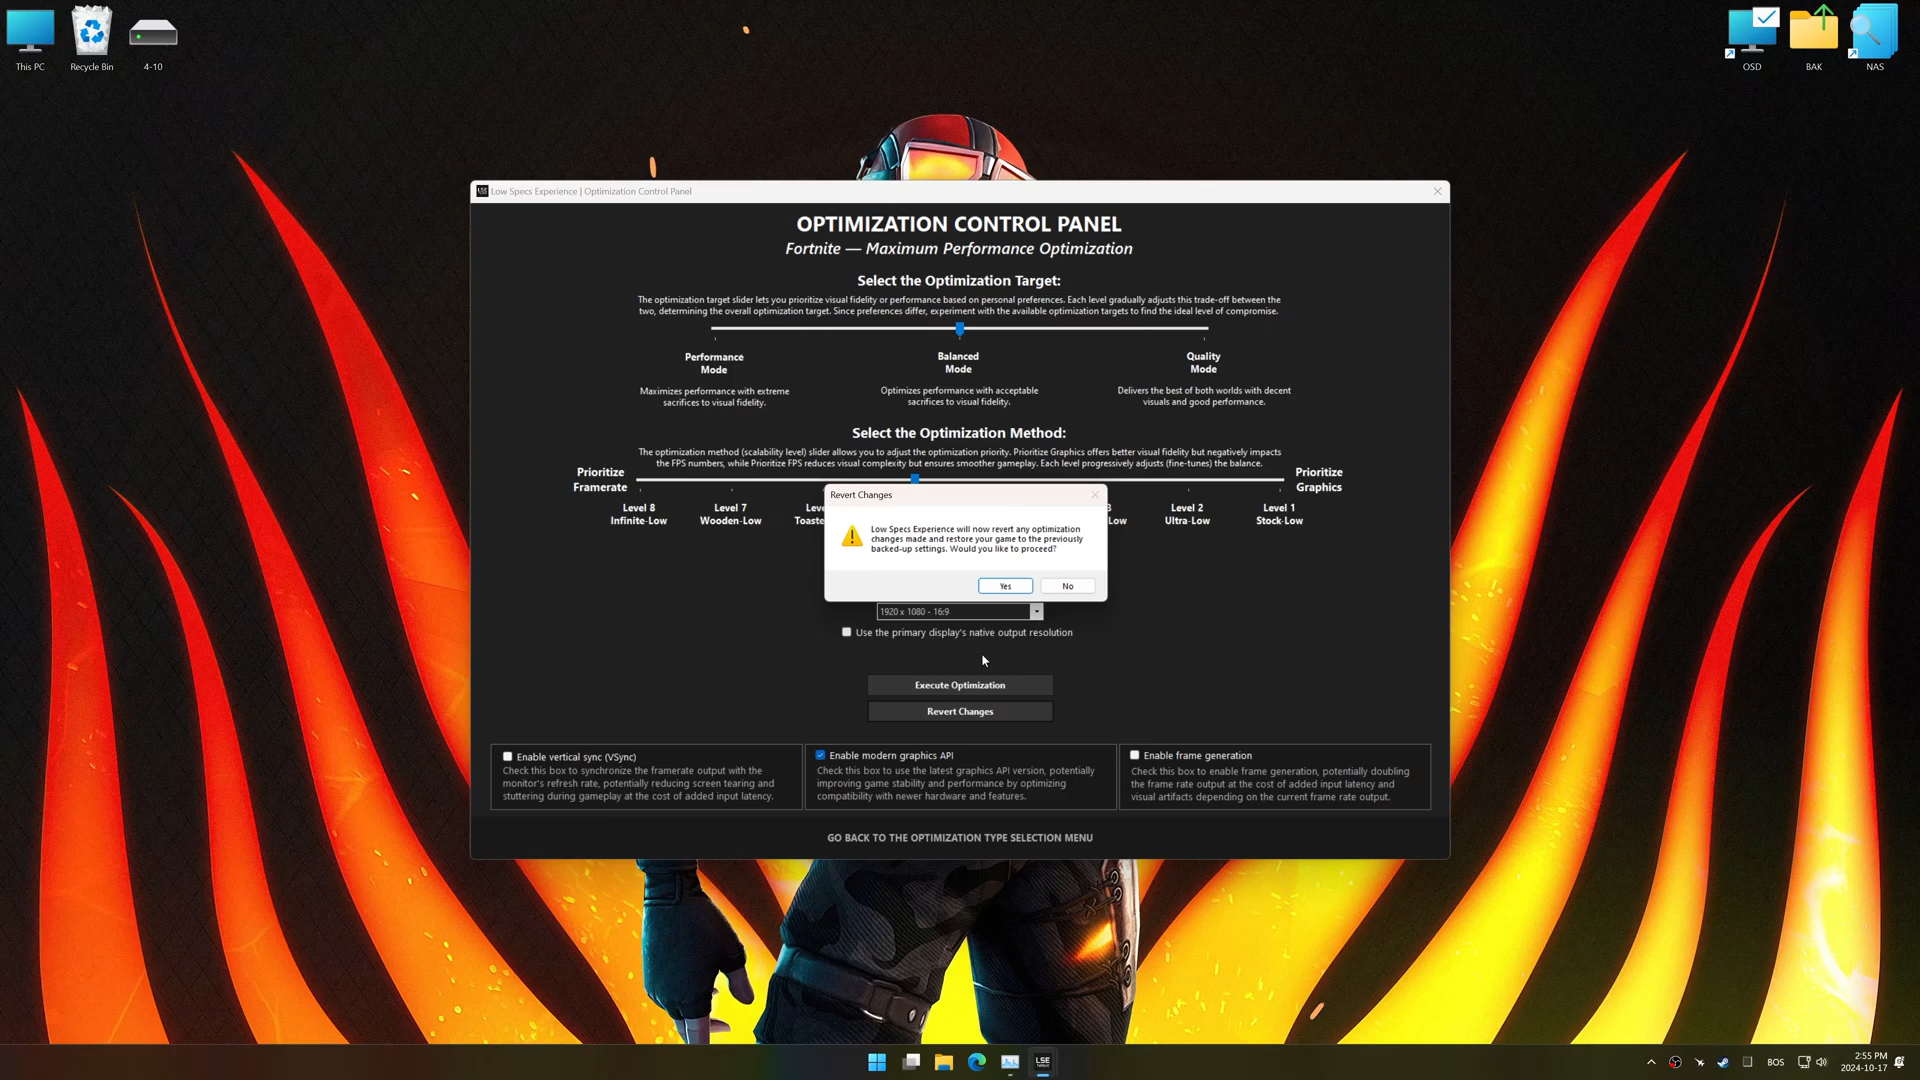 This PC
Recycle Bin
4-10
OSD
BAK
NAS
LSE
Low Specs Experience | Optimization Control Panel
OPTIMIZATION CONTROL PANEL
Fortnite — Maximum Performance Optimization
Select the Optimization Target:
The optimization target slider lets you prioritize visual fidelity or performance based on personal preferences. Each level gradually adjusts this trade-off between the
two, determining the overall optimization target. Since preferences differ, experiment with the available optimization targets to find the ideal level of compromise.
Performance
Mode
Maximizes performance with extreme
sacrifices to visual fidelity.
Balanced
Mode
Optimizes performance with acceptable
sacrifices to visual fidelity.
Quality
Mode
Delivers the best of both worlds with decent
visuals and good performance.
Select the Optimization Method:
The optimization method (scalability level) slider allows you to adjust the optimization priority. Prioritize Graphics offers better visual fidelity but negatively impacts
the FPS numbers, while Prioritize FPS reduces visual complexity but ensures smoother gameplay. Each level progressively adjusts (fine-tunes) the balance.
Prioritize
Framerate
Prioritize
Graphics
Level 8
Infinite-Low
Level 7
Wooden-Low
Leve
Toaste
3
Low
Level 2
Ultra-Low
Level 1
Stock-Low
Revert Changes
Low Specs Experience will now revert any optimization
changes made and restore your game to the previously
backed-up settings. Would you like to proceed?
Yes
No
1920 x 1080 - 16:9
Use the primary display's native output resolution
Execute Optimization
Revert Changes
Enable vertical sync (VSync)
Check this box to synchronize the framerate output with the
monitor's refresh rate, potentially reducing screen tearing and
stuttering during gameplay at the cost of added input latency.
Enable modern graphics API
Check this box to use the latest graphics API version, potentially
improving game stability and performance by optimizing
compatibility with newer hardware and features.
Enable frame generation
Check this box to enable frame generation, potentially doubling
the frame rate output at the cost of added input latency and
visual artifacts depending on the current frame rate output.
GO BACK TO THE OPTIMIZATION TYPE SELECTION MENU
LSE
BOS
2:55 PM
2024-10-17